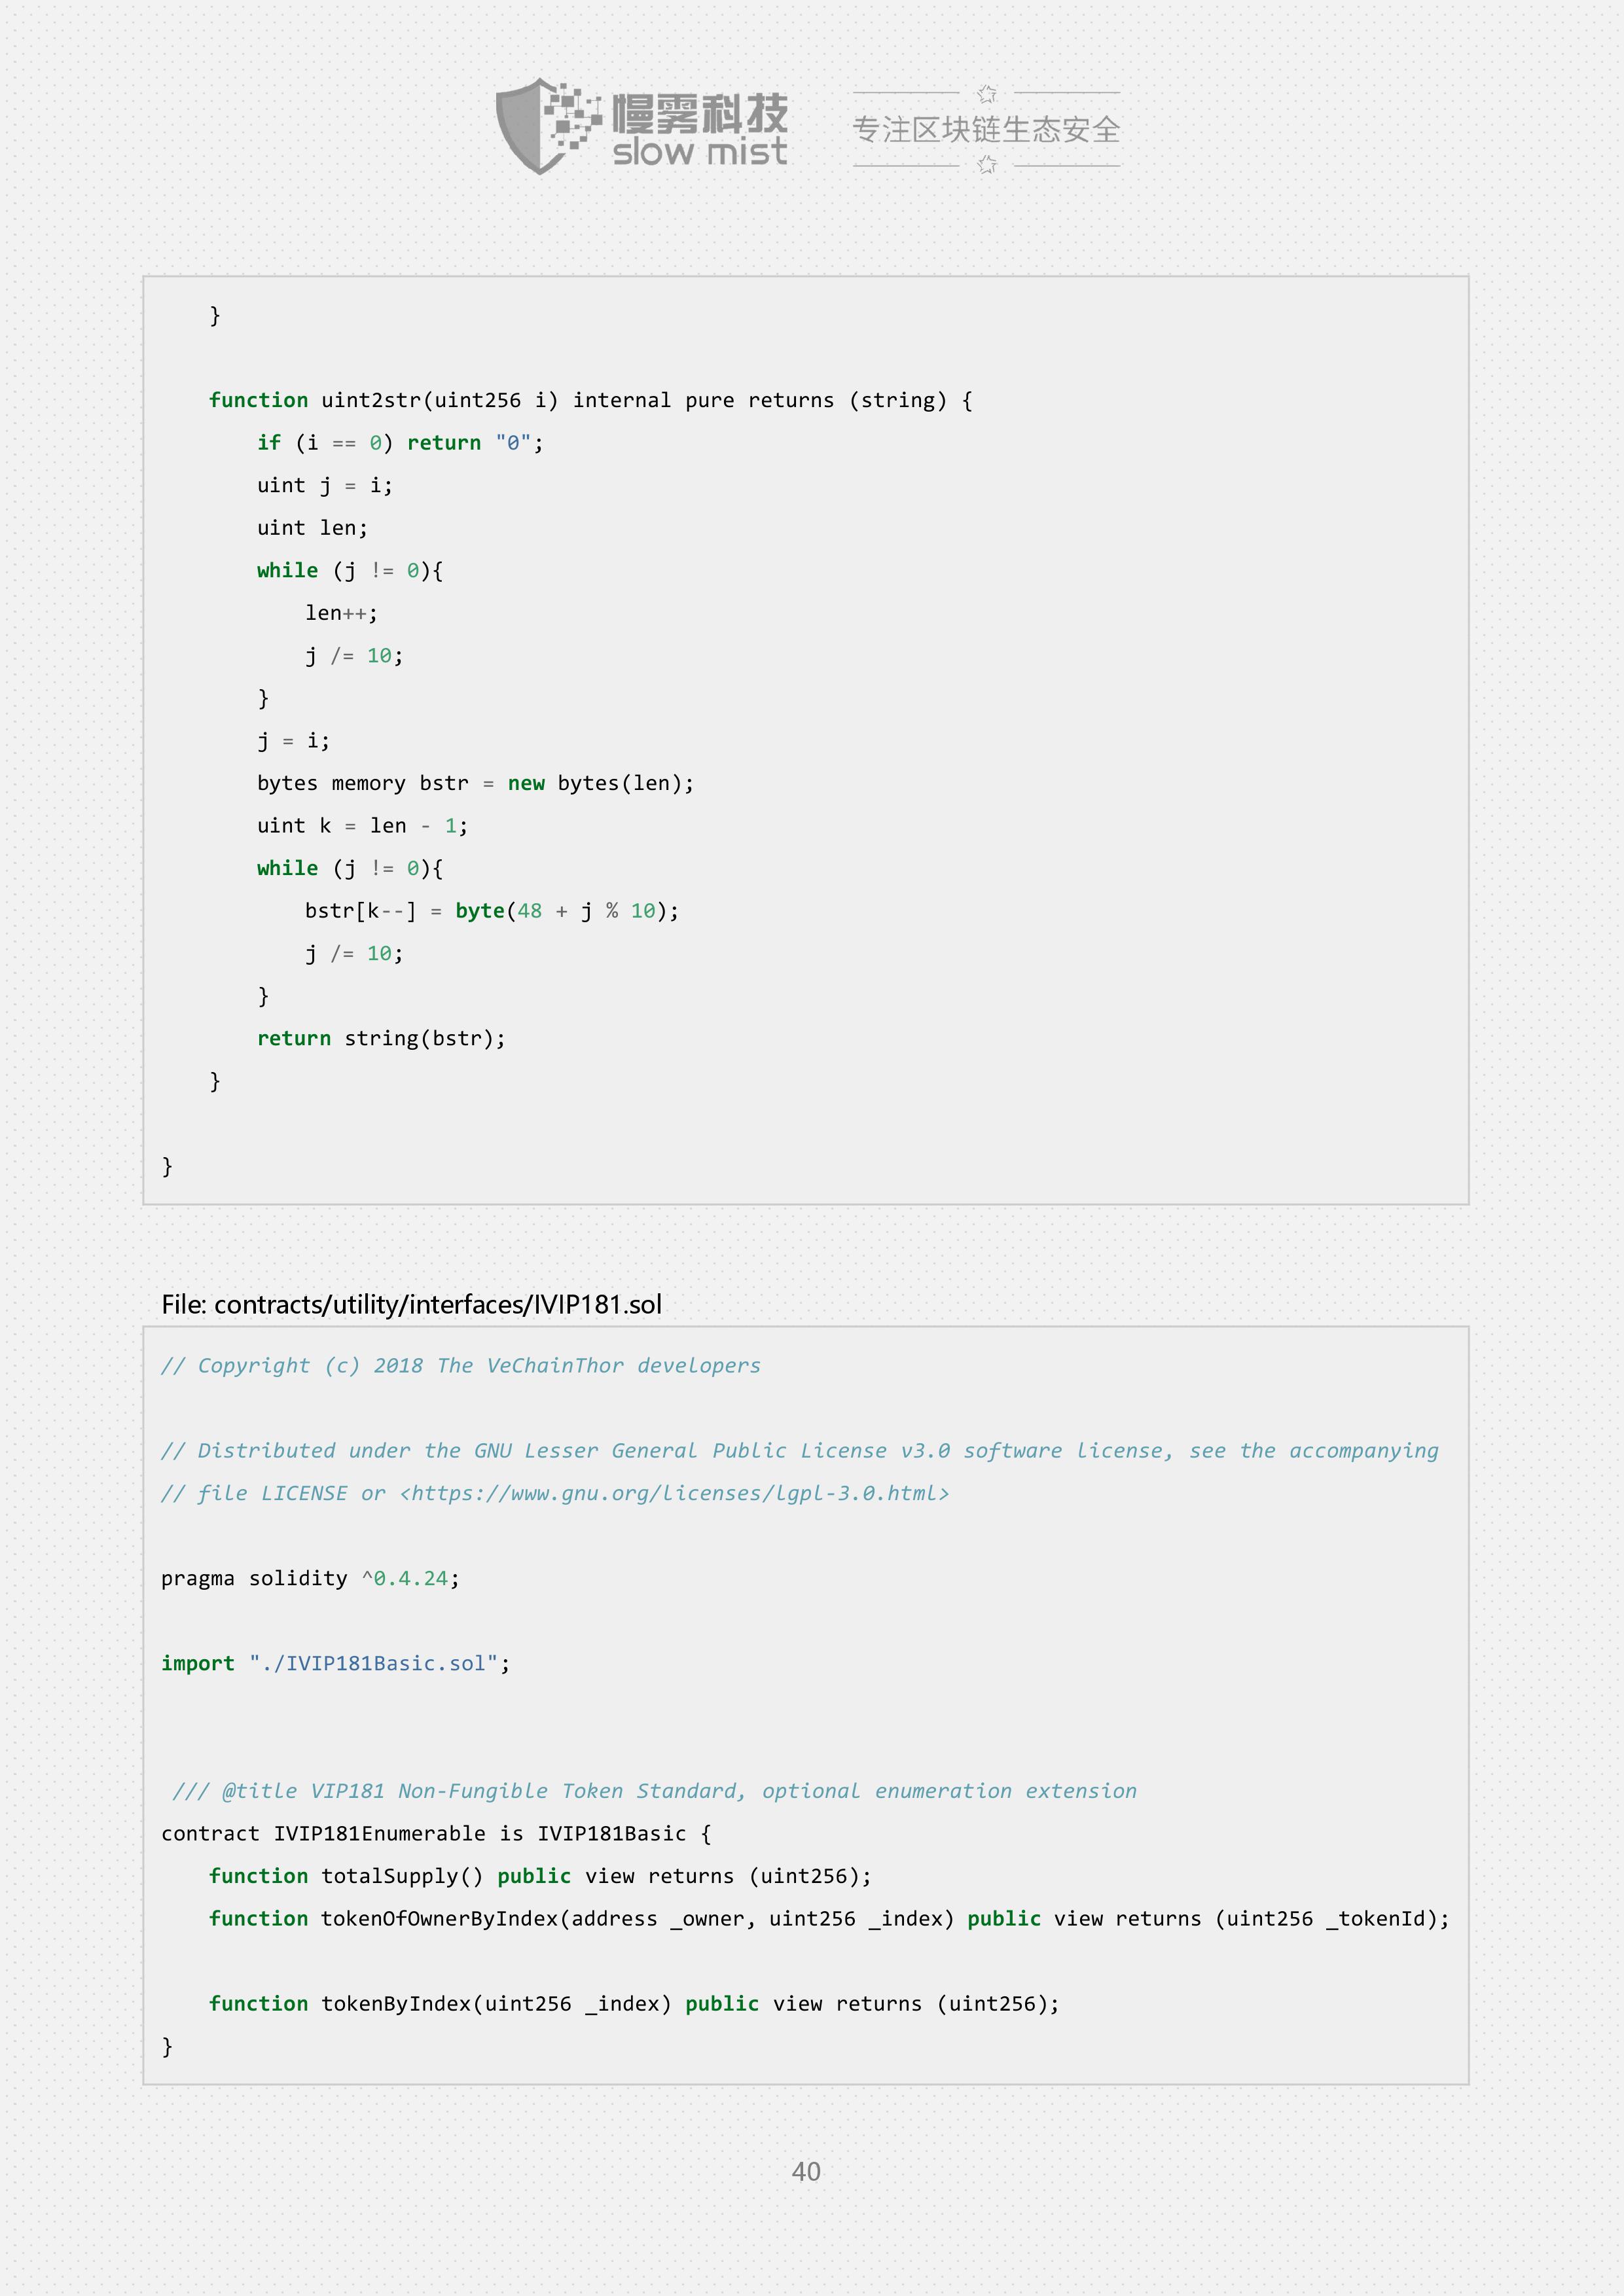 慢雾科技
slow mist
专注区块链生态安全
    }

    function uint2str(uint256 i) internal pure returns (string) {
        if (i == 0) return "0";
        uint j = i;
        uint len;
        while (j != 0){
            len++;
            j /= 10;
        }
        j = i;
        bytes memory bstr = new bytes(len);
        uint k = len - 1;
        while (j != 0){
            bstr[k--] = byte(48 + j % 10);
            j /= 10;
        }
        return string(bstr);
    }

}
File: contracts/utility/interfaces/IVIP181.sol
// Copyright (c) 2018 The VeChainThor developers

// Distributed under the GNU Lesser General Public License v3.0 software license, see the accompanying
// file LICENSE or <https://www.gnu.org/licenses/lgpl-3.0.html>

pragma solidity ^0.4.24;

import "./IVIP181Basic.sol";

 /// @title VIP181 Non-Fungible Token Standard, optional enumeration extension
contract IVIP181Enumerable is IVIP181Basic {
    function totalSupply() public view returns (uint256);
    function tokenOfOwnerByIndex(address _owner, uint256 _index) public view returns (uint256 _tokenId);

    function tokenByIndex(uint256 _index) public view returns (uint256);
}
40